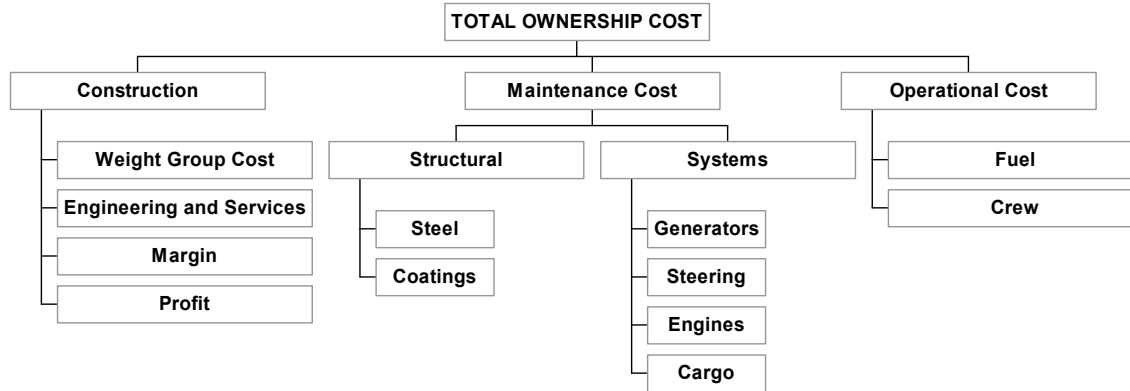 TOTAL OWNERSHIP COST
Construction
Maintenance Cost
Operational Cost
Weight Group Cost
Engineering and Services
Margin
Profit
Structural
Steel
Coatings
Systems
Generators
Steering
Engines
Cargo
Fuel
Crew